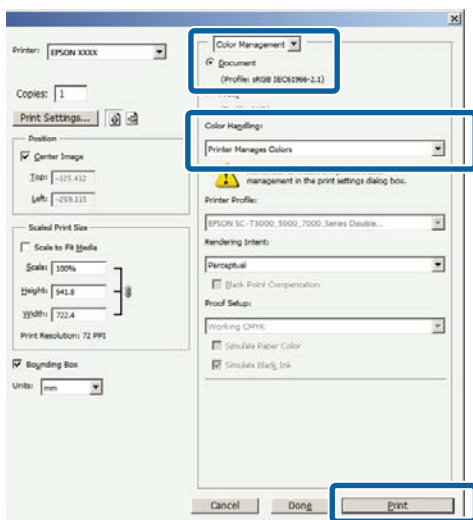 Printer: EPSON XXXX
Copies: 1
Print Settings...
Position
Center Image
Top: -125.412
Left: -259.115
Scaled Print Size
Scale to Fit Media
Scale: 100%
Height: 541.8
Width: 722.4
Print Resolution: 72 PPI
Bounding Box
Units: mm
Color Management
Document
(Profile: sRGB IEC61966-2.1)
Color Handling:
Printer Manages Colors
management in the print settings dialog box.
Printer Profile:
EPSON SC-T3000_5000_7000_Series Double...
Rendering Intent:
Perceptual
Black Point Compensation
Proof Setup:
Working CMYK
Simulate Paper Color
Simulate Black Ink
Cancel
Done
Print